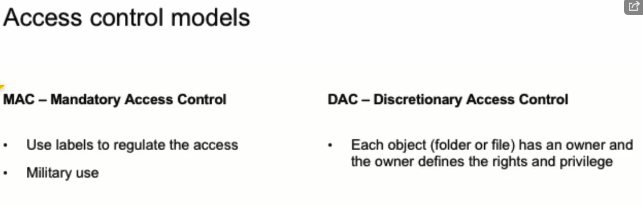 Access control models
MAC – Mandatory Access Control
• Use labels to regulate the access
• Military use
DAC – Discretionary Access Control
• Each object (folder or file) has an owner and
the owner defines the rights and privilege